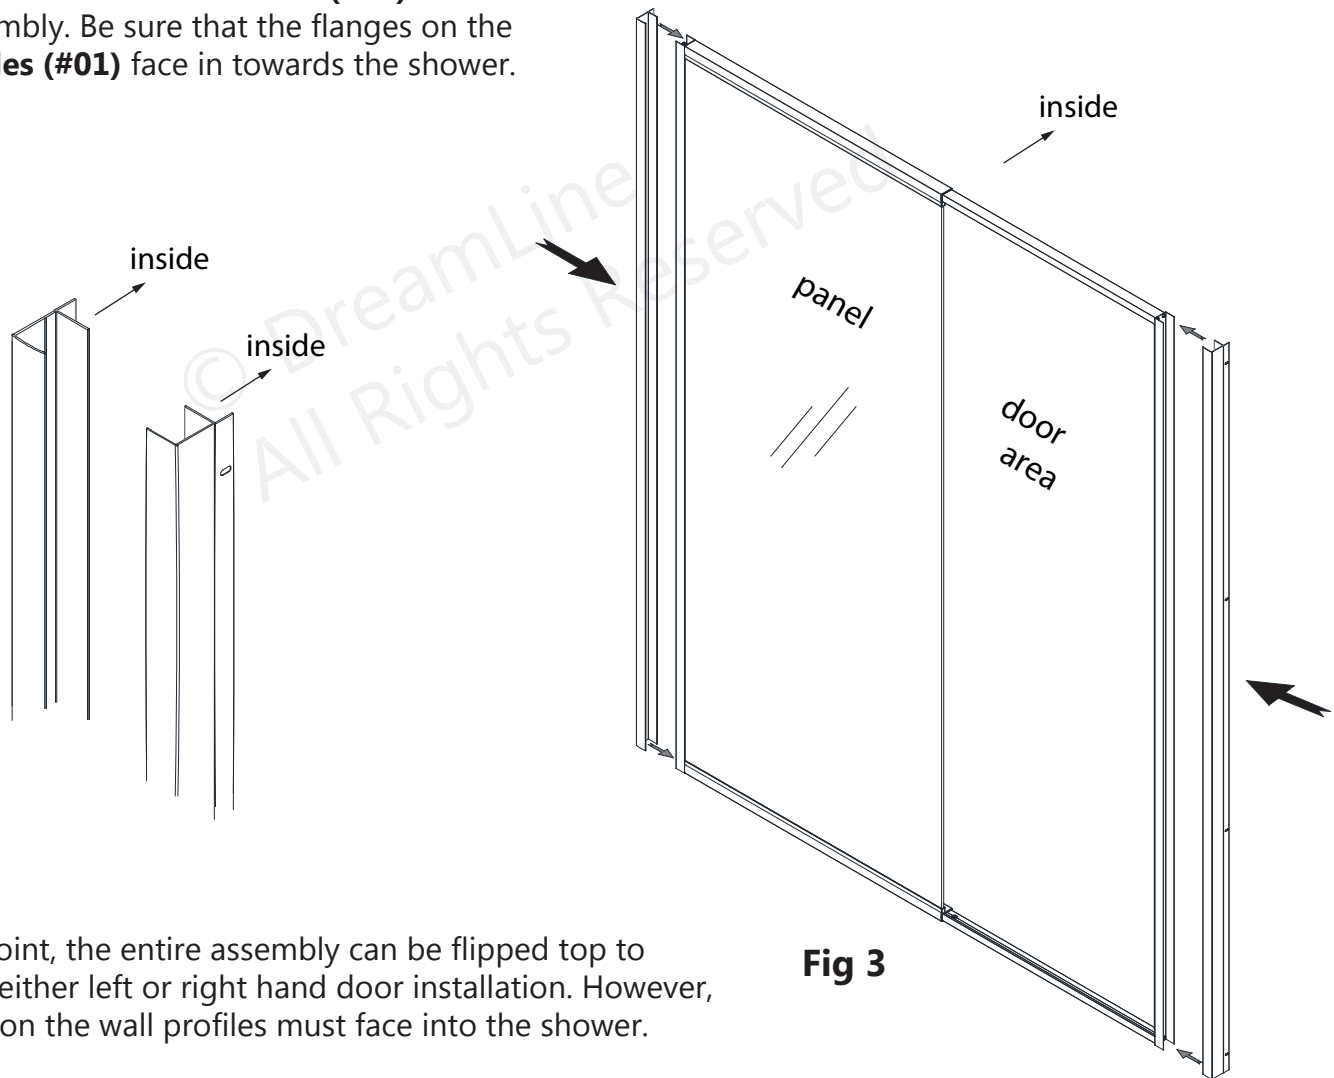 mbly. Be sure that the flanges on the
les (#01) face in towards the shower.
inside
inside
inside
© DreamLine
All Rights Reserved
panel
door
area
Fig 3
oint, the entire assembly can be flipped top to
either left or right hand door installation. However,
on the wall profiles must face into the shower.